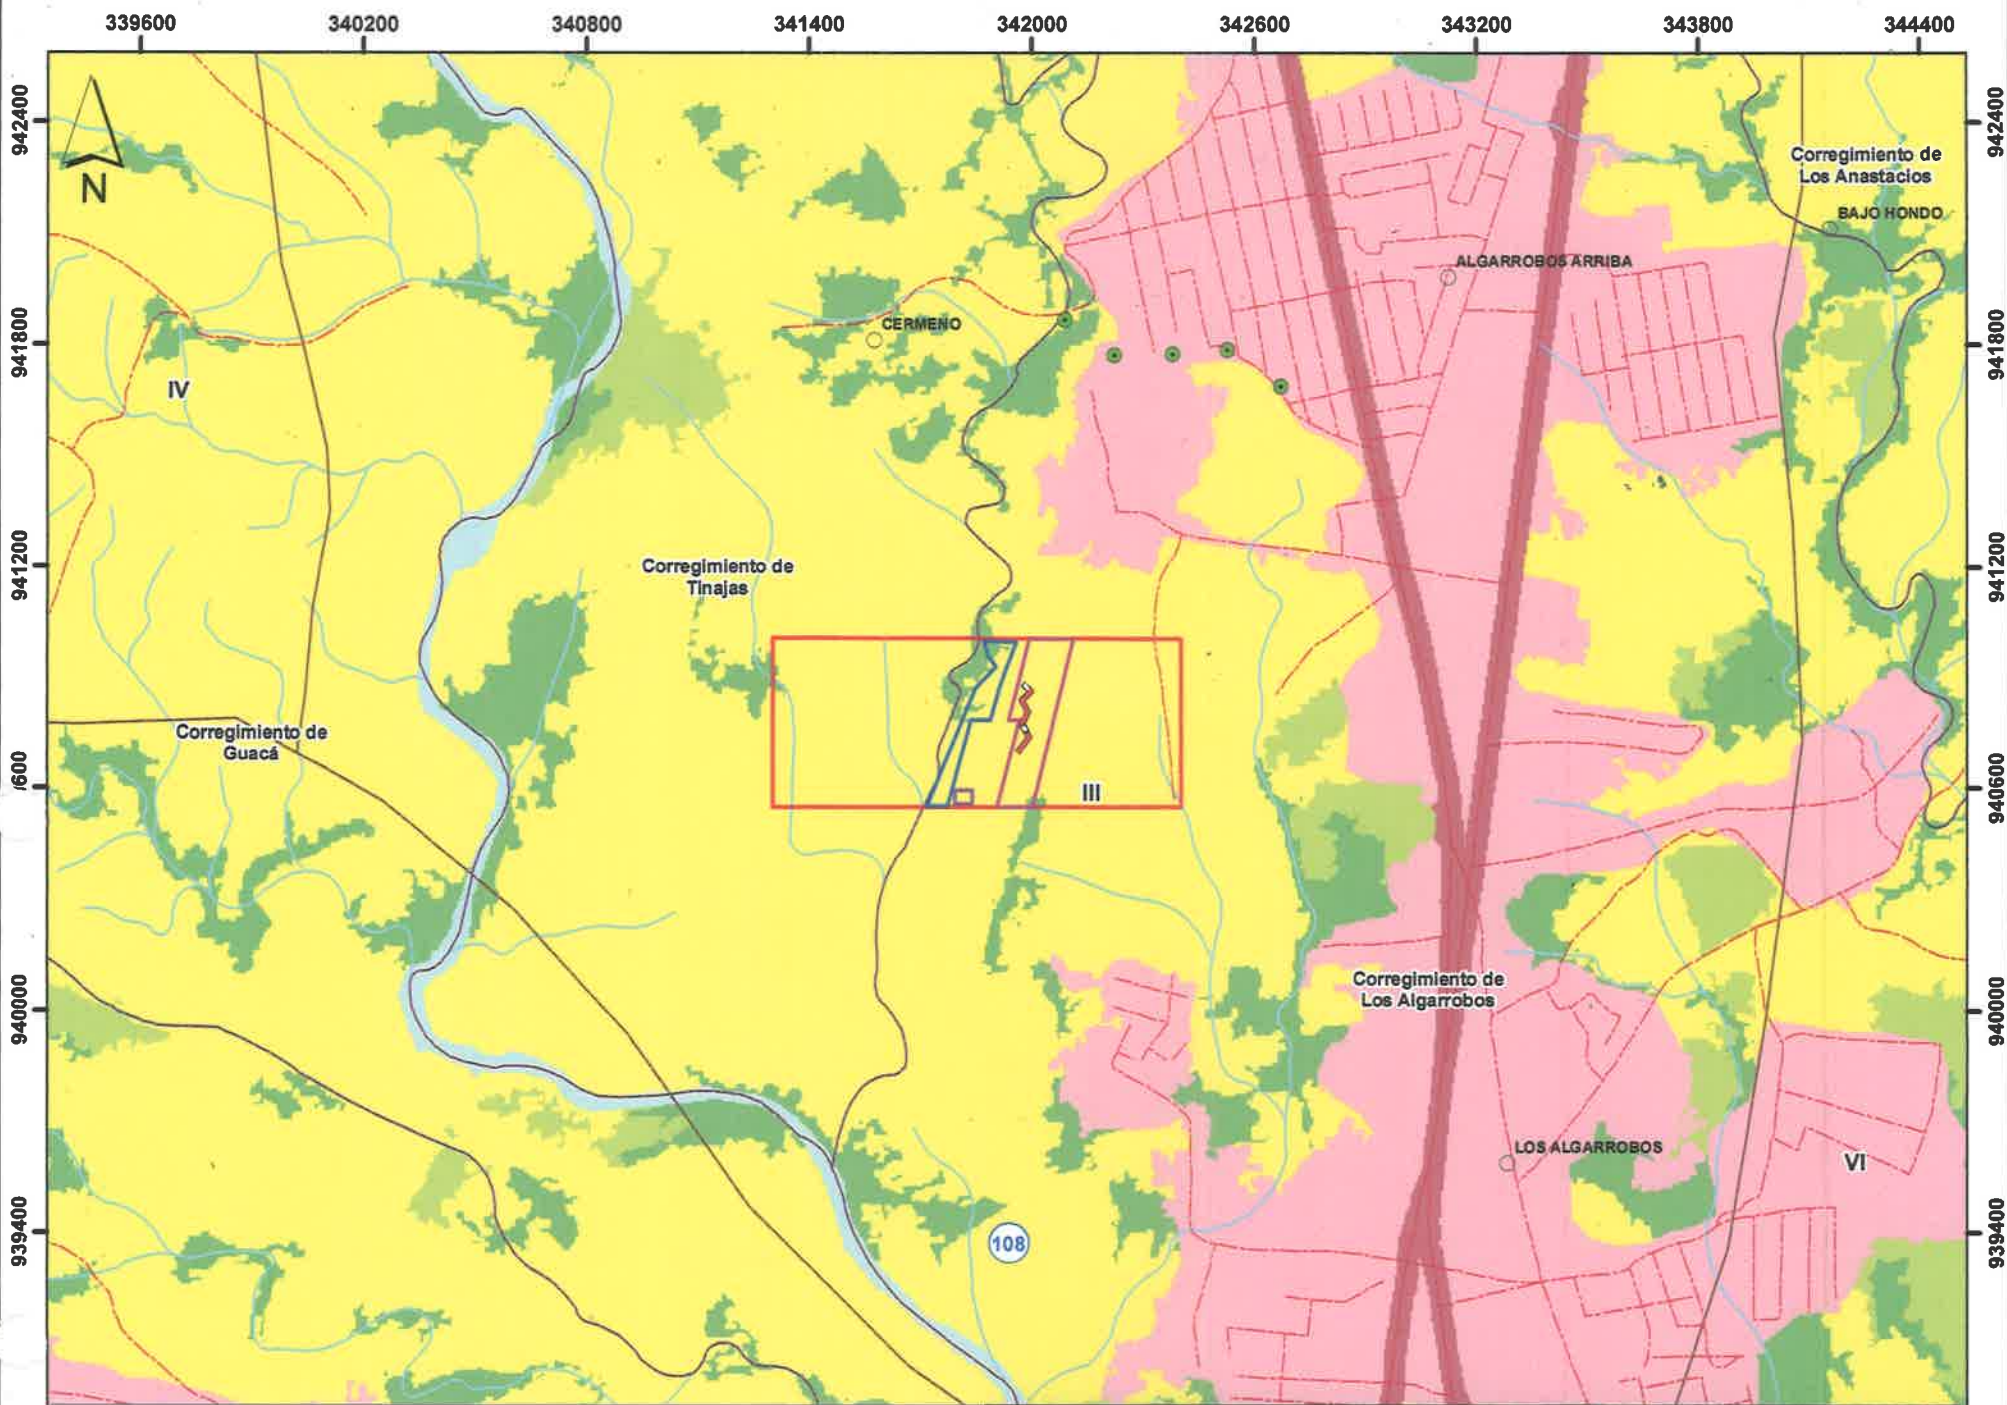 339600 340200 340800 341400 342000 342600 343200 343800 344400
942400
942400
N
Corregimiento de
Los Anastacios
BAJO HONDO
ALGARROBOS ARRIBA
CERMEÑO
941800
941800
IV
941200
941200
Corregimiento de
Tinajas
Corregimiento de
Guacá
III
940600
940000
940000
Corregimiento de
Los Algarrobos
LOS ALGARROBOS
VI
939400
939400
108